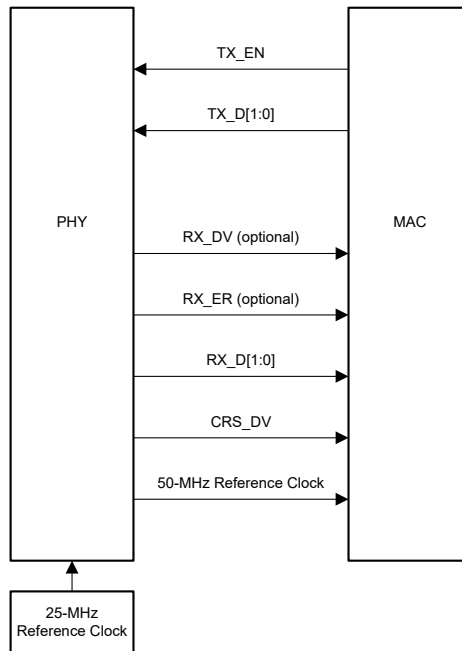 TX_EN
TX_D[1:0]
PHY
MAC
RX_DV (optional)
RX_ER (optional)
RX_D[1:0]
CRS_DV
50-MHz Reference Clock
25-MHz
Reference Clock